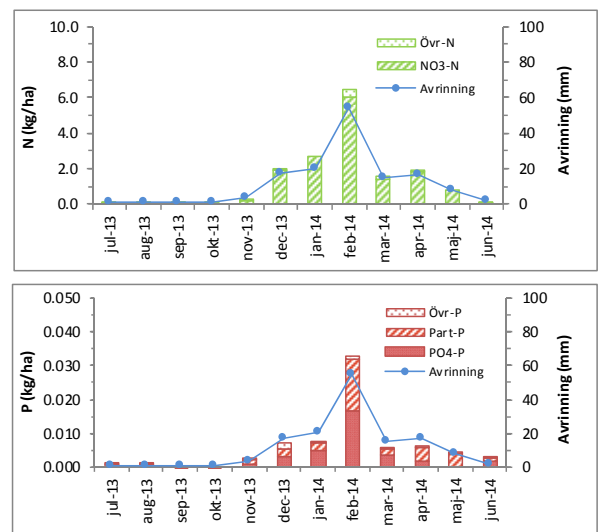 10.0
8.0
6.0
4.0
2.0
0.0
N (kg/ha)
Övr-N
NO3-N
Avrinning
100
80
60
40
20
0
Avrinning (mm)
jul-13
aug-13
sep-13
okt-13
nov-13
dec-13
jan-14
feb-14
mar-14
apr-14
maj-14
jun-14
0.050
0.040
0.030
0.020
0.010
0.000
P (kg/ha)
Övr-P
Part-P
PO4-P
Avrinning
100
80
60
40
20
0
Avrinning (mm)
jul-13
aug-13
sep-13
okt-13
nov-13
dec-13
jan-14
feb-14
mar-14
apr-14
maj-14
jun-14